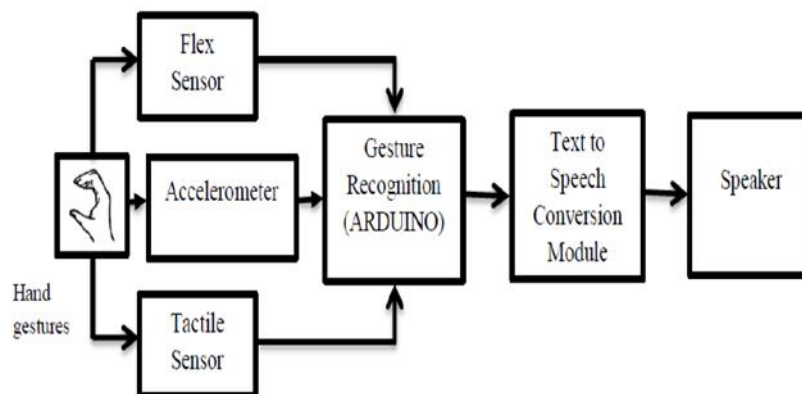 Flex
Sensor
Accelerometer
Hand
gestures
Tactile
Sensor
Gesture
Recognition
(ARDUINO)
Text to
Speech
Conversion
Module
Speaker